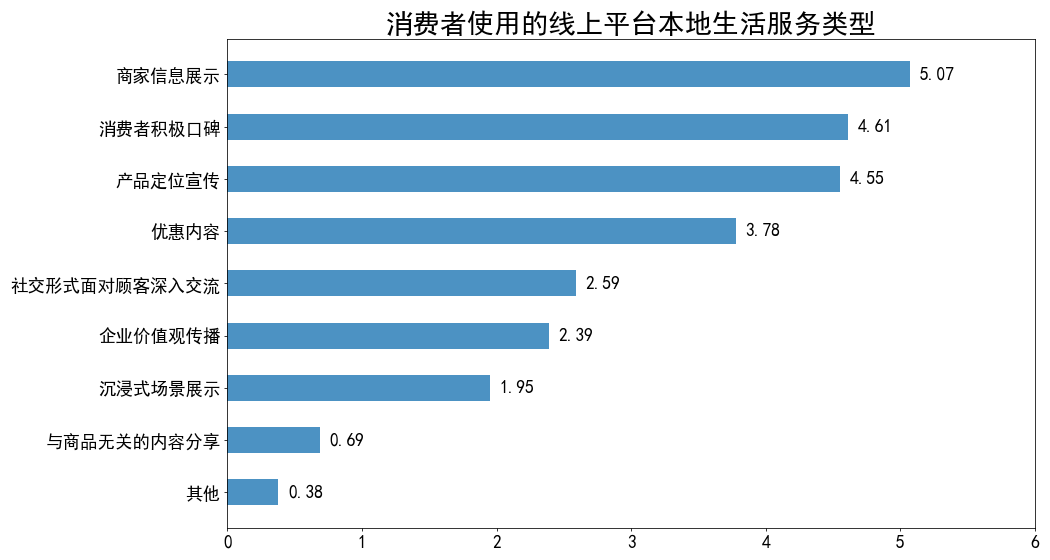 消费者使用的线上平台本地生活服务类型
商家信息展示 5.07
消费者积极口碑 4.61
产品定位宣传 4.55
优惠内容 3.78
社交形式面对顾客深入交流 2.59
企业价值观传播 2.39
沉浸式场景展示 1.95
与商品无关的内容分享 0.69
其他 0.38
0 1 2 3 4 5 6